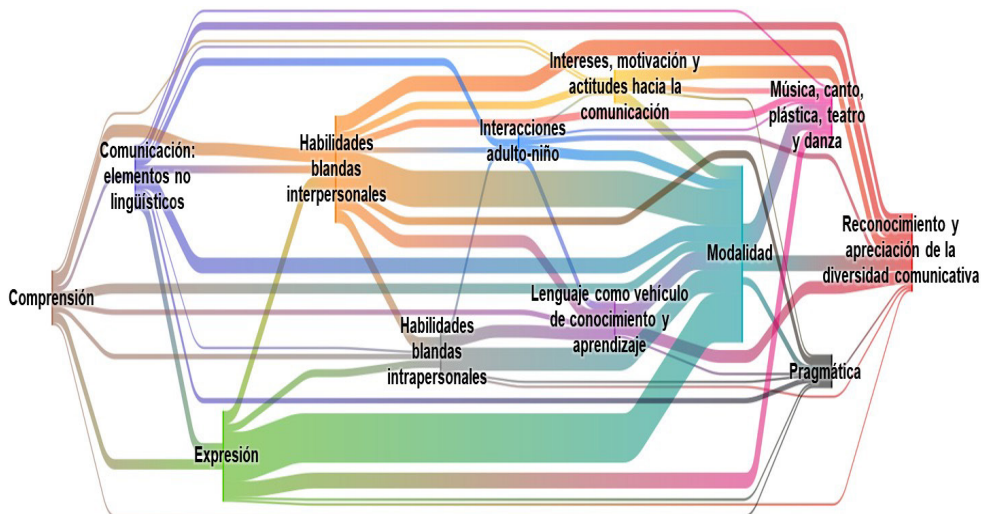 Comprensión
Comunicación:
elementos no
lingüísticos
Expresión
Habilidades
blandas
interpersonales
Habilidades
blandas
intrapersonales
Interacciones
adulto-niño
Intereses, motivación y
actitudes hacia la
comunicación
Lenguaje como vehículo
de conocimiento y
aprendizaje
Modalidad
Música, canto,
plástica, teatro
y danza
Pragmática
Reconocimiento y
apreciación de la
diversidad comunicativa